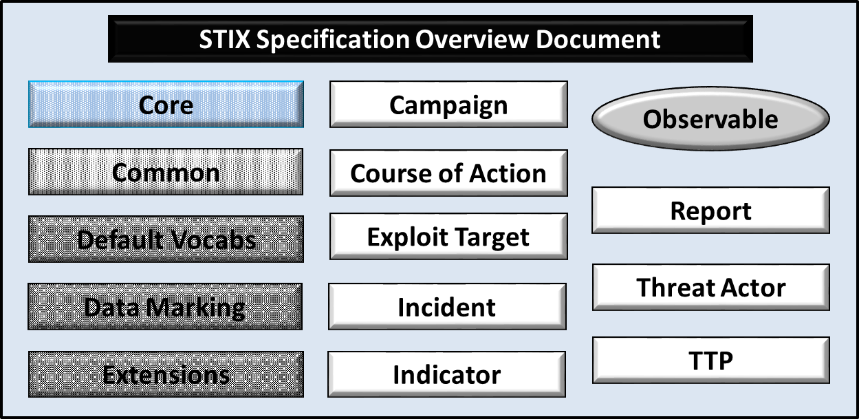 STIX Specification Overview Document
Core
Common
Default Vocabs
Data Marking
Extensions
Campaign
Course of Action
Exploit Target
Incident
Indicator
Observable
Report
Threat Actor
TTP